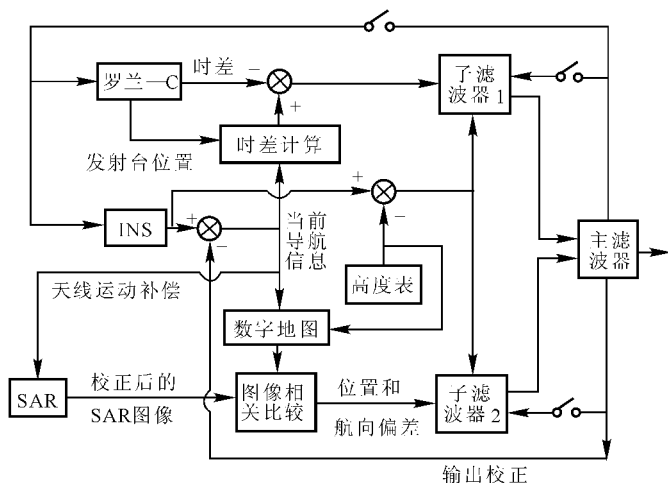 罗兰—C
时差
−
+
子滤
波器1
发射台位置
时差计算
INS
+
−
当前
导航
信息
+
−
高度表
主滤
波器
天线运动补偿
数字地图
SAR
校正后的
SAR图像
图像相
关比较
位置和
航向偏差
子滤
波器2
输出校正